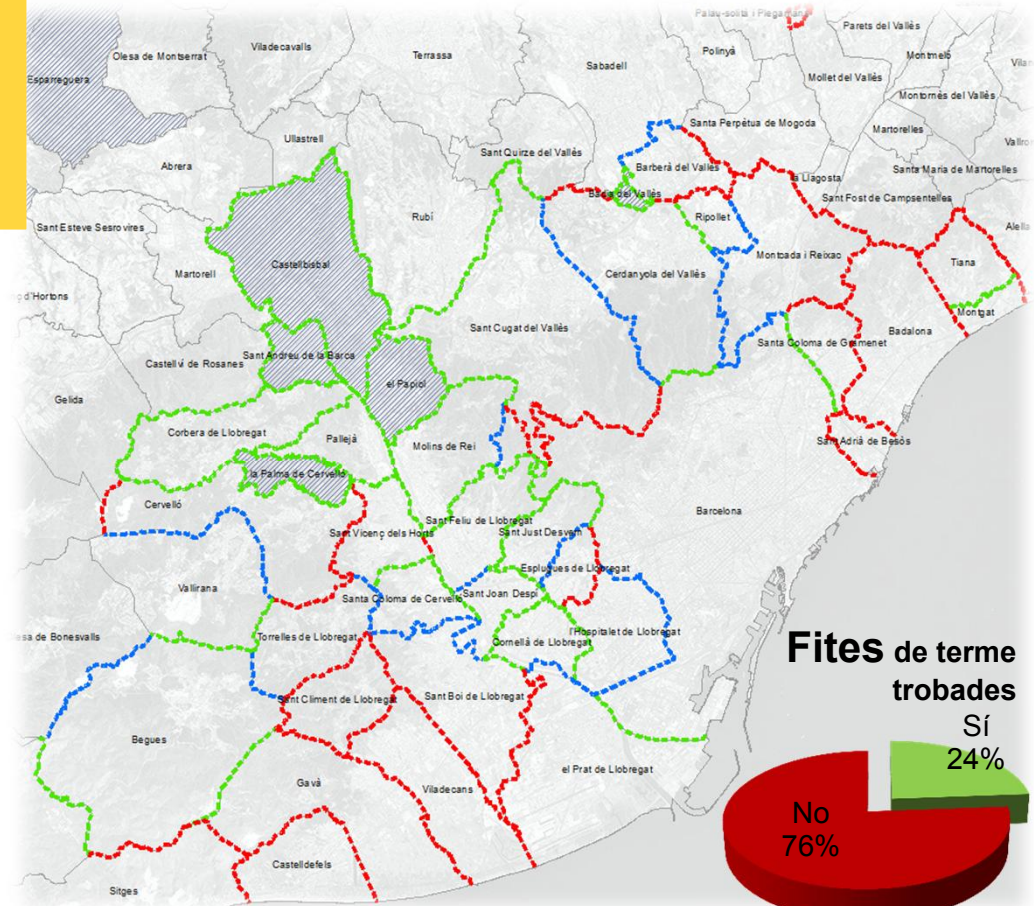 Palau-solità i Plegamans
Parets del Vallès
Viladecavalls
Olesa de Montserrat
Terrassa
Polinyà
Montmeló
Sabadell
Esparreguera
Mollet del Vallès
Montornès del Vallès
Santa Perpètua de Mogoda
Martorelles
Ullastrell
Sant Quirze del Vallès
Abrera
Barberà del Vallès
Santa Maria de Martorelles
la Llagosta
Badia del Vallès
Sant Fost de Campsentelles
Rubí
Ripollet
Sant Esteve Sesrovires
Alella
Montcada i Reixac
Tiana
Castellbisbal
Martorell
Cerdanyola del Vallès
Montgat
Sant Cugat del Vallès
Badalona
Santa Coloma de Gramenet
Sant Andreu de la Barca
Castellví de Rosanes
el Papiol
Gelida
Corbera de Llobregat
Pallejà
Molins de Rei
Sant Adrià de Besòs
la Palma de Cervelló
Cervelló
Barcelona
Sant Feliu de Llobregat
Sant Vicenç dels Horts
Sant Just Desvern
Esplugues de Llobregat
Vallirana
Sant Joan Despí
Santa Coloma de Cervelló
l'Hospitalet de Llobregat
Torrelles de Llobregat
Cornellà de Llobregat
Sant Climent de Llobregat
Sant Boi de Llobregat
Begues
el Prat de Llobregat
Gavà
Viladecans
Castelldefels
Sitges
Fites de terme
trobades
Sí
24%
No
76%